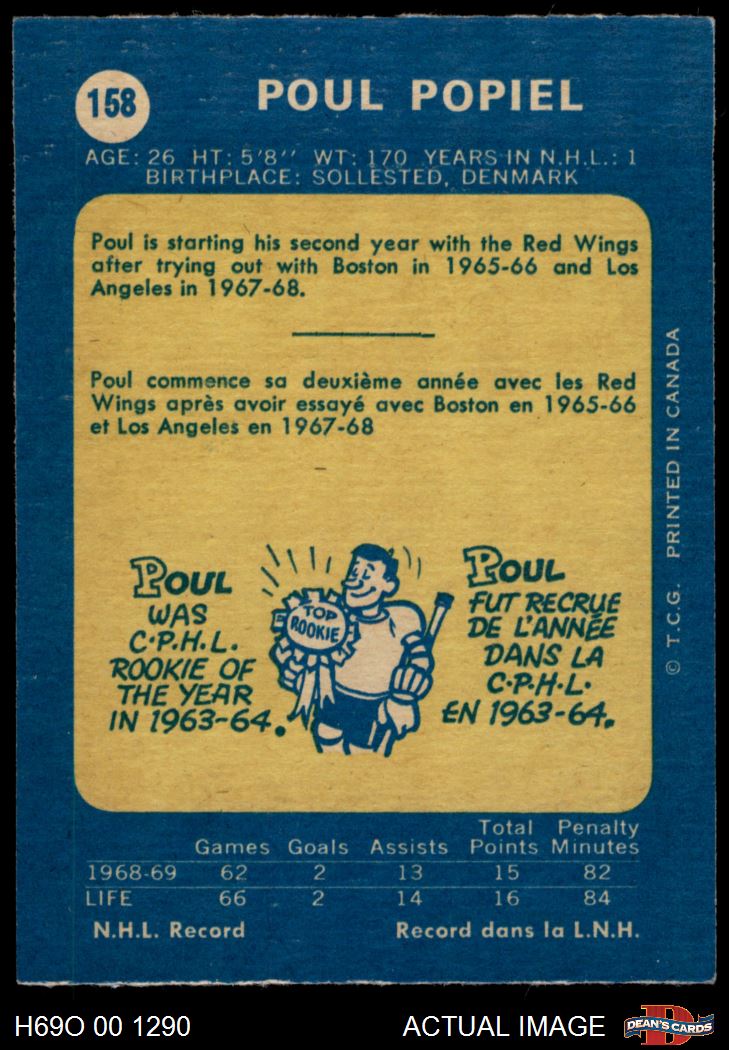 158
POUL POPIEL
AGE: 26 HT: 5'8'' WT: 170 YEARS IN N.H.L.: 1
BIRTHPLACE: SOLLESTED, DENMARK
Poul is starting his second year with the Red Wings
after trying out with Boston in 1965-66 and Los
Angeles in 1967-68.
Poul commence sa deuxième année avec les Red
Wings après avoir essayé avec Boston en 1965-66
et Los Angeles en 1967-68
POUL
WAS
C.P.H.L.
ROOKIE OF
THE YEAR
IN 1963-64.
TOP
ROOKIE
POUL
FUT RECRUE
DE L'ANNÉE
DANS LA
C.P.H.L.
EN 1963-64.
© T.C.G. PRINTED IN CANADA
Total Penalty
Games Goals Assists Points Minutes
1968-69 62 2 13 15 82
LIFE 66 2 14 16 84
N.H.L. Record Record dans la L.N.H.
H69O 00 1290 ACTUAL IMAGE
DEAN'S CARDS